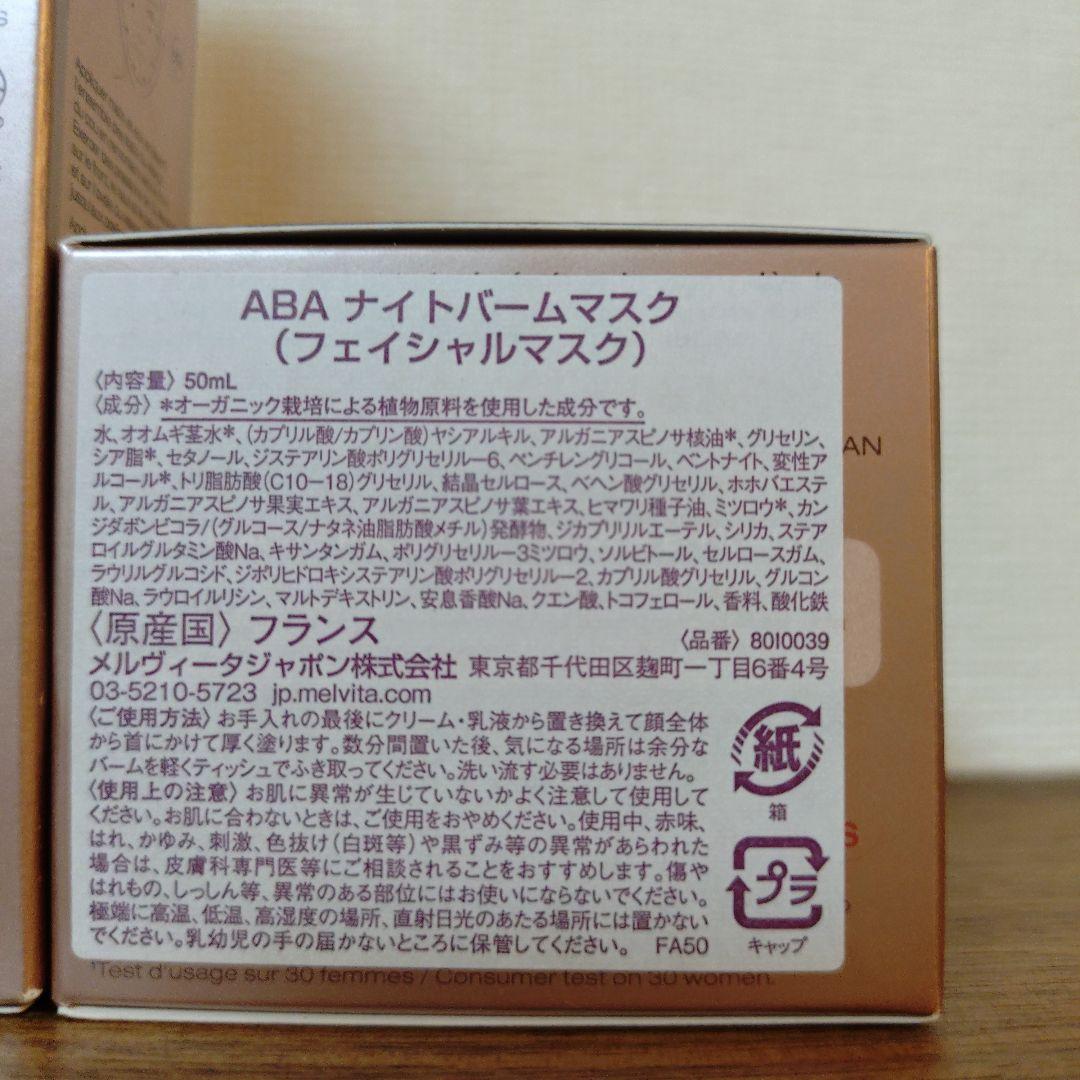 ABA ナイトバームマスク
（フェイシャルマスク）
〈内容量〉 50mL
〈成分〉 *オーガニック栽培による植物原料を使用した成分です。
水、オオムギ茎水*、(カプリル酸/カプリン酸)ヤシアルキル、アルガニアスピノサ核油*、グリセリン、
シア脂*、セタノール、ジステアリン酸ポリグリセリル－6、ペンチレングリコール、ベントナイト、変性ア
ルコール*、トリ脂肪酸(C10－18)グリセリル、結晶セルロース、ベヘン酸グリセリル、ホホバエステ
ル、アルガニアスピノサ果実エキス、アルガニアスピノサ葉エキス、ヒマワリ種子油、ミツロウ*、カン
ジダボンビコラ/(グルコース/ナタネ油脂肪酸メチル)発酵物、ジカプリリルエーテル、シリカ、ステア
ロイルグルタミン酸Na、キサンタンガム、ポリグリセリル－3ミツロウ、ソルビトール、セルロースガム、
ラウリルグルコシド、ジポリヒドロキシステアリン酸ポリグリセリル－2、カプリル酸グリセリル、グルコン
酸Na、ラウロイルリシン、マルトデキストリン、安息香酸Na、クエン酸、トコフェロール、香料、酸化鉄
〈原産国〉 フランス 〈品番〉 80I0039
メルヴィータジャポン株式会社 東京都千代田区麹町一丁目6番4号
03-5210-5723 jp.melvita.com
〈ご使用方法〉お手入れの最後にクリーム・乳液から置き換えて顔全体
から首にかけて厚く塗ります。数分間置いた後、気になる場所は余分な
バームを軽くティッシュでふき取ってください。洗い流す必要はありません。
〈使用上の注意〉お肌に異常が生じていないかよく注意して使用して
ください。お肌に合わないときは、ご使用をおやめください。使用中、赤味、
はれ、かゆみ、刺激、色抜け(白斑等)や黒ずみ等の異常があらわれた
場合は、皮膚科専門医等にご相談されることをおすすめします。傷や
はれもの、しっしん等、異常のある部位にはお使いにならないでください。
極端に高温、低温、高湿度の場所、直射日光のあたる場所には置かない
でください。乳幼児の手の届かないところに保管してください。 FA50
紙
箱
プラ
キャップ
AN
S
¹Test d'usage sur 30 femmes / Consumer test on 30 women.